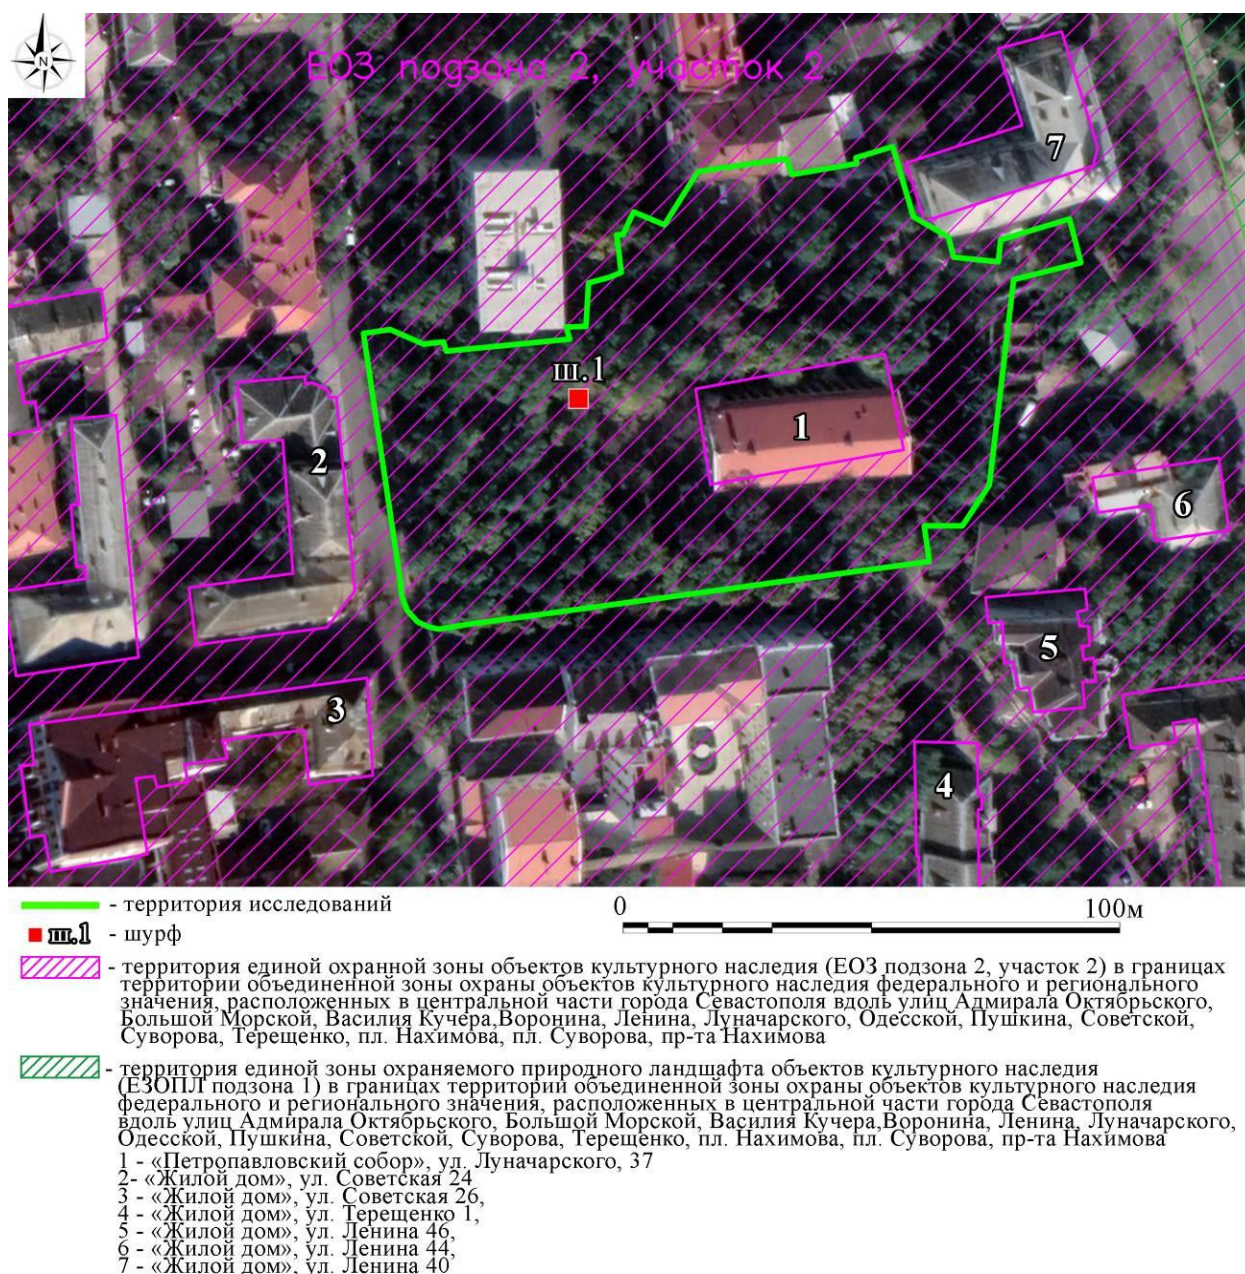 N
ЕОЗ подзона 2, участок 2
7
ш.1
1
2
6
5
3
4
- территория исследований
0 100м
ш.1 - шурф
- территория единой охранной зоны объектов культурного наследия (ЕОЗ подзона 2, участок 2) в границах
территории объединенной зоны охраны объектов культурного наследия федерального и регионального
значения, расположенных в центральной части города Севастополя вдоль улиц Адмирала Октябрьского,
Большой Морской, Василия Кучера,Воронина, Ленина, Луначарского, Одесской, Пушкина, Советской,
Суворова, Терещенко, пл. Нахимова, пл. Суворова, пр-та Нахимова
- территория единой зоны охраняемого природного ландшафта объектов культурного наследия
(ЕЗОПЛ подзона 1) в границах территории объединенной зоны охраны объектов культурного наследия
федерального и регионального значения, расположенных в центральной части города Севастополя
вдоль улиц Адмирала Октябрьского, Большой Морской, Василия Кучера,Воронина, Ленина, Луначарского,
Одесской, Пушкина, Советской, Суворова, Терещенко, пл. Нахимова, пл. Суворова, пр-та Нахимова
1 - «Петропавловский собор», ул. Луначарского, 37
2- «Жилой дом», ул. Советская 24
3 - «Жилой дом», ул. Советская 26,
4 - «Жилой дом», ул. Терещенко 1,
5 - «Жилой дом», ул. Ленина 46,
6 - «Жилой дом», ул. Ленина 44,
7 - «Жилой дом», ул. Ленина 40